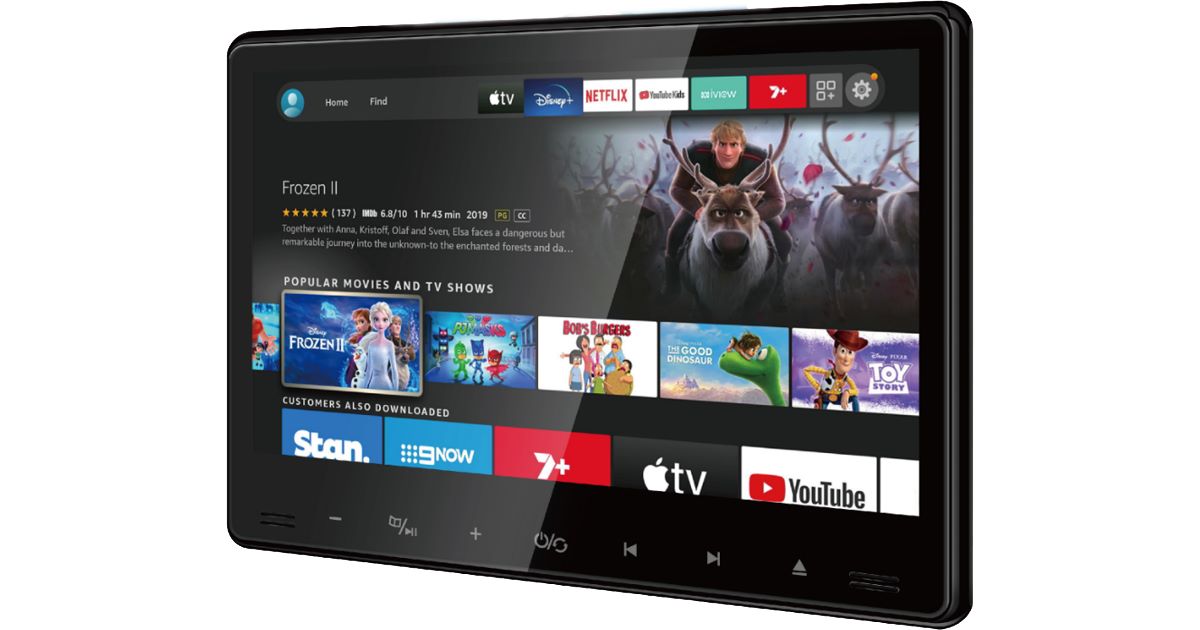 Home Find tv Disney+ NETFLIX YouTube Kids iview 7+
Frozen II
(137) IMDb 6.8/10 1 hr 43 min 2019 PG CC
Together with Anna, Kristoff, Olaf and Sven, Elsa faces a dangerous but
remarkable journey into the unknown-to the enchanted forests and da...
POPULAR MOVIES AND TV SHOWS
Disney
FROZEN II
PJ MASKS
BOB'S BURGERS
THE GOOD
DINOSAUR
Disney PIXAR
TOY
STORY
CUSTOMERS ALSO DOWNLOADED
Stan. 9NOW 7+ tv YouTube